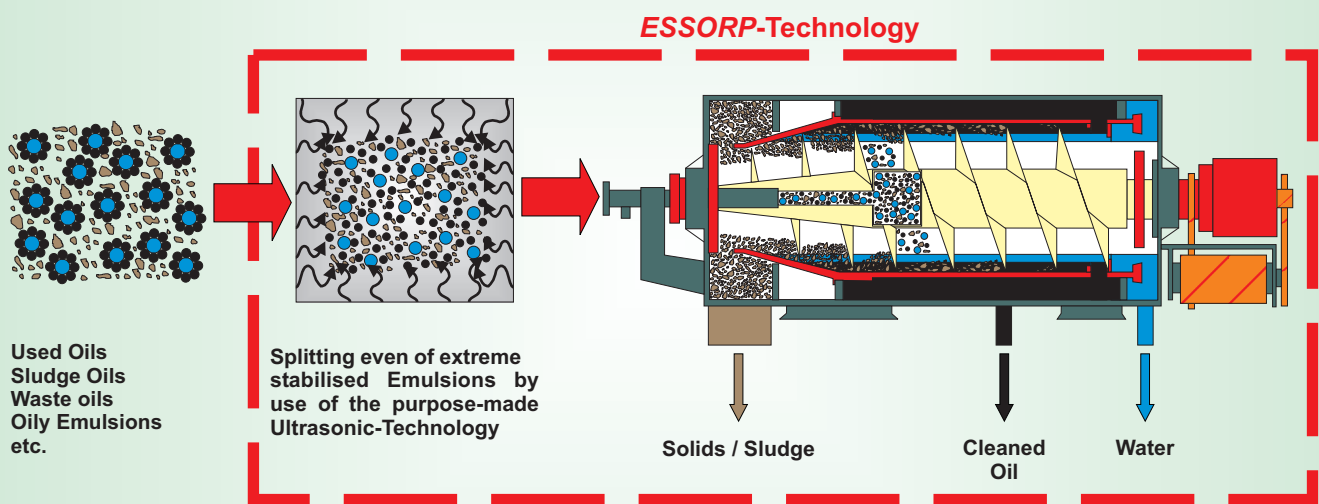 ESSORP-Technology
Used Oils
Sludge Oils
Waste oils
Oily Emulsions
etc.
Splitting even of extreme
stabilised Emulsions by
use of the purpose-made
Ultrasonic-Technology
Solids / Sludge
Cleaned
Oil
Water